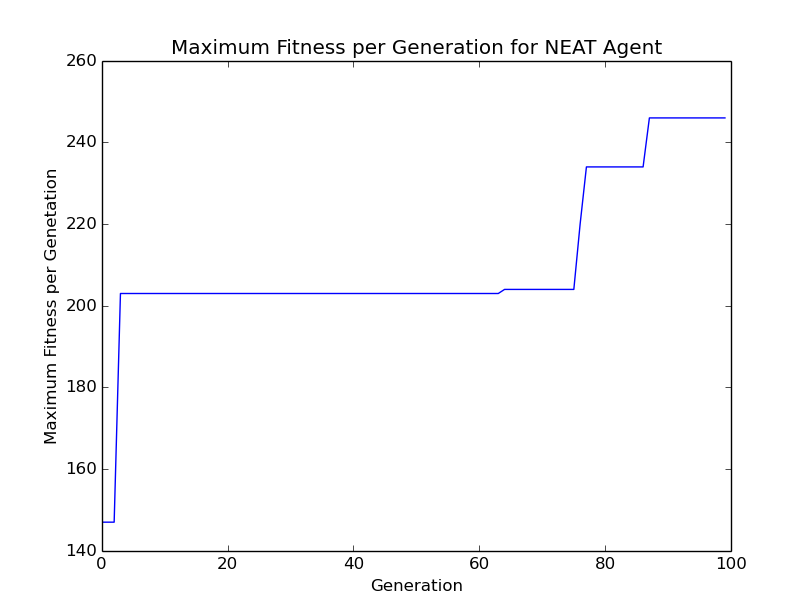 Maximum Fitness per Generation for NEAT Agent
260
240
220
200
180
160
140
Maximum Fitness per Genetation
0 20 40 60 80 100
Generation